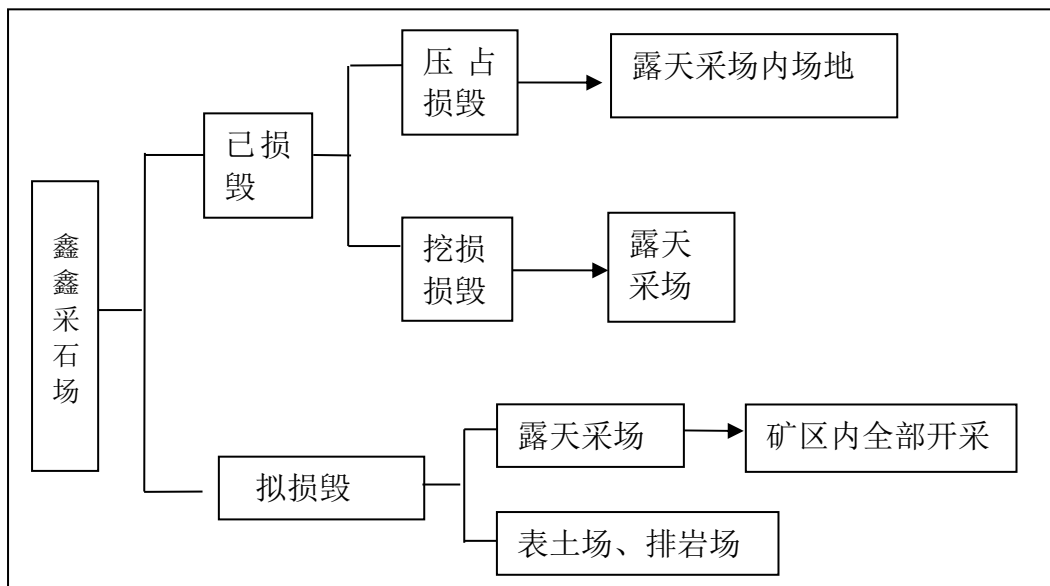 鑫
鑫
采
石
场
已损
毁
压占
损毁
露天采场内场地
挖损
损毁
露天
采场
拟损毁
露天采场
矿区内全部开采
表土场、排岩场